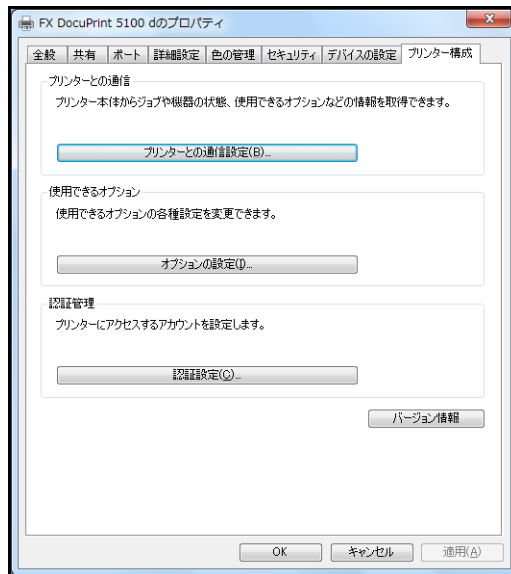 FX DocuPrint 5100 dのプロパティ
全般 共有 ポート 詳細設定 色の管理 セキュリティ デバイスの設定 プリンター構成
プリンターとの通信
プリンター本体からジョブや機器の状態、使用できるオプションなどの情報を取得できます。
プリンターとの通信設定(B)...
使用できるオプション
使用できるオプションの各種設定を変更できます。
オプションの設定(I)...
認証管理
プリンターにアクセスするアカウントを設定します。
認証設定(C)...
バージョン情報
OK キャンセル 適用(A)